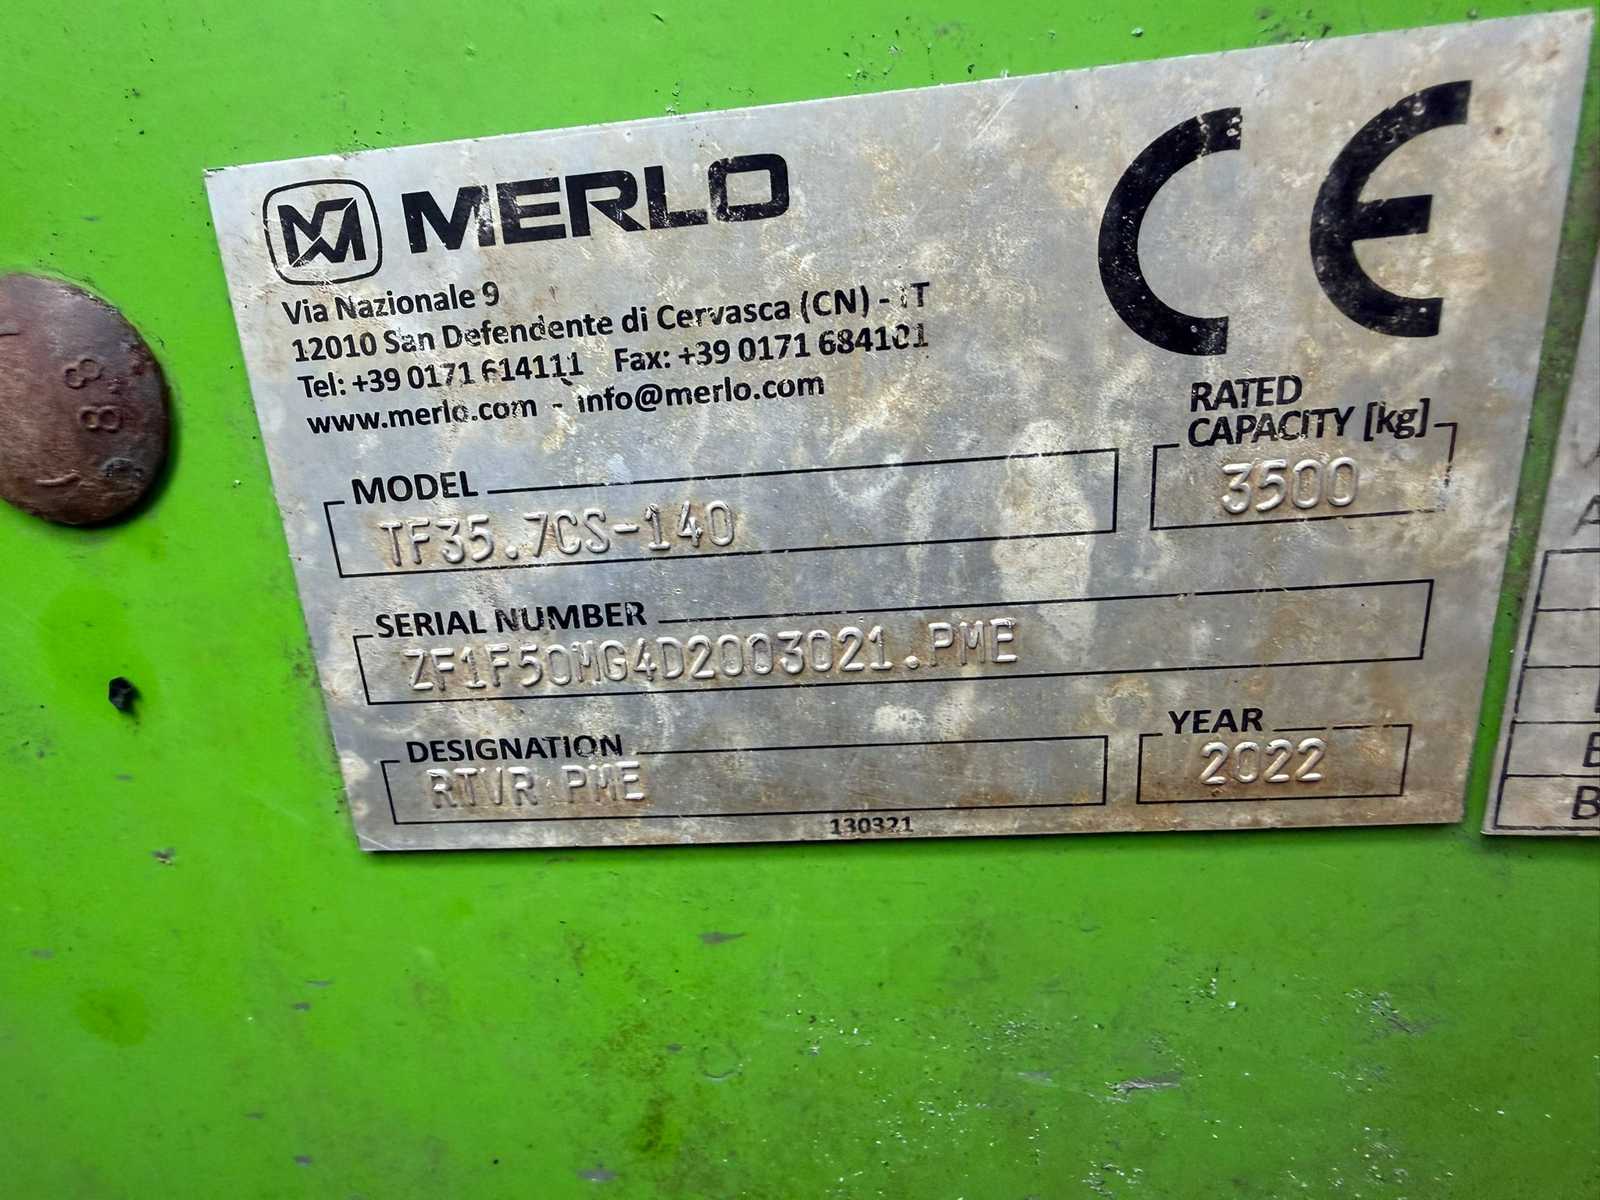 MERLO
CE
Via Nazionale 9
12010 San Defendente di Cervasca (CN) - IT
Tel: +39 0171 614111 Fax: +39 0171 684101
www.merlo.com - info@merlo.com
RATED
CAPACITY [kg]
3500
MODEL
TF35.7CS-140
SERIAL NUMBER
ZF1F50MG4D2003021.PME
DESIGNATION
RTVR PME
YEAR
2022
130321
88